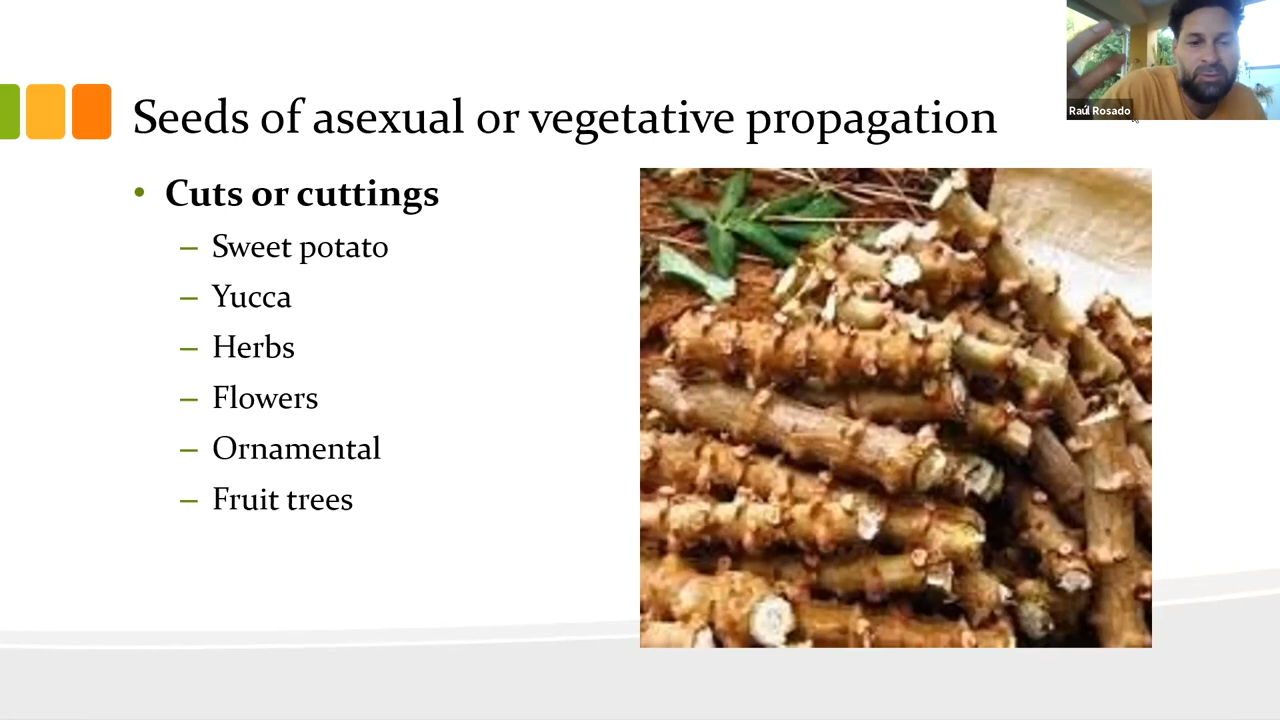 Seeds of asexual or vegetative propagation
Raúl Rosado
• Cuts or cuttings
– Sweet potato
– Yucca
– Herbs
– Flowers
– Ornamental
– Fruit trees